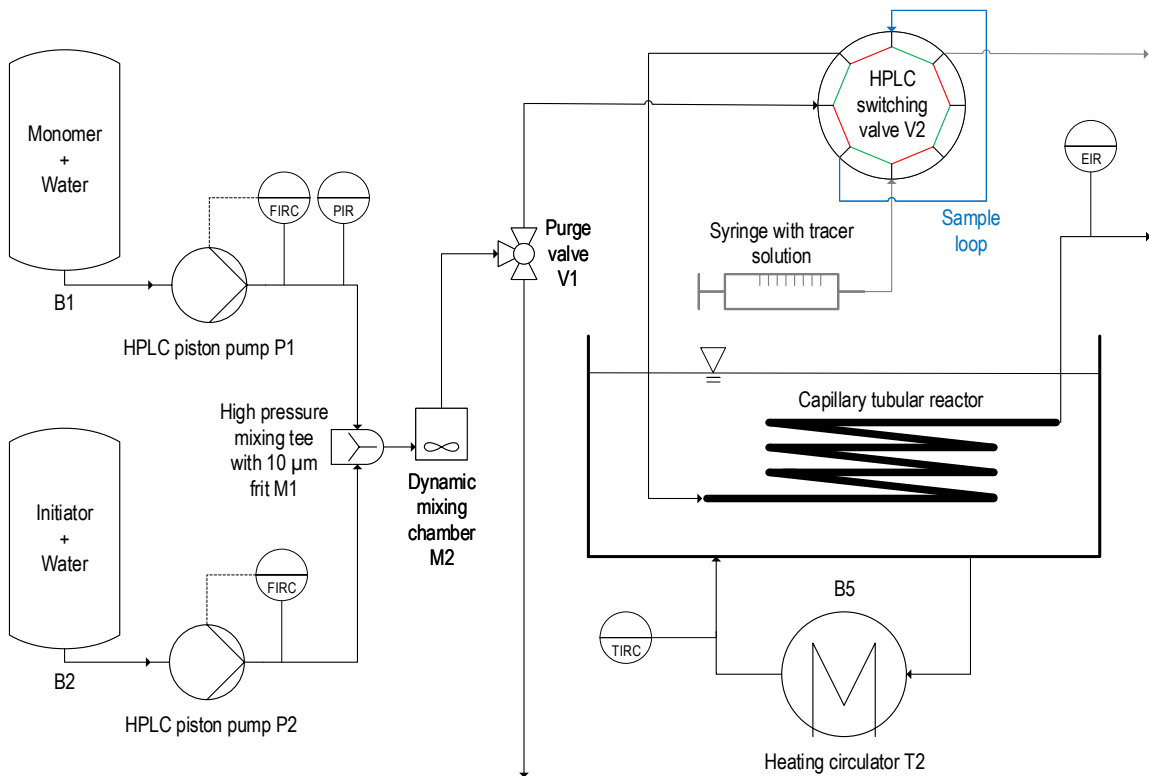 Monomer
+
Water
B1
FIRC
PIR
HPLC piston pump P1
High pressure
mixing tee
with 10 µm
frit M1
Initiator
+
Water
B2
FIRC
HPLC piston pump P2
Dynamic
mixing
chamber
M2
Purge
valve
V1
HPLC
switching
valve V2
Sample
loop
EIR
Syringe with tracer
solution
Capillary tubular reactor
B5
TIRC
Heating circulator T2